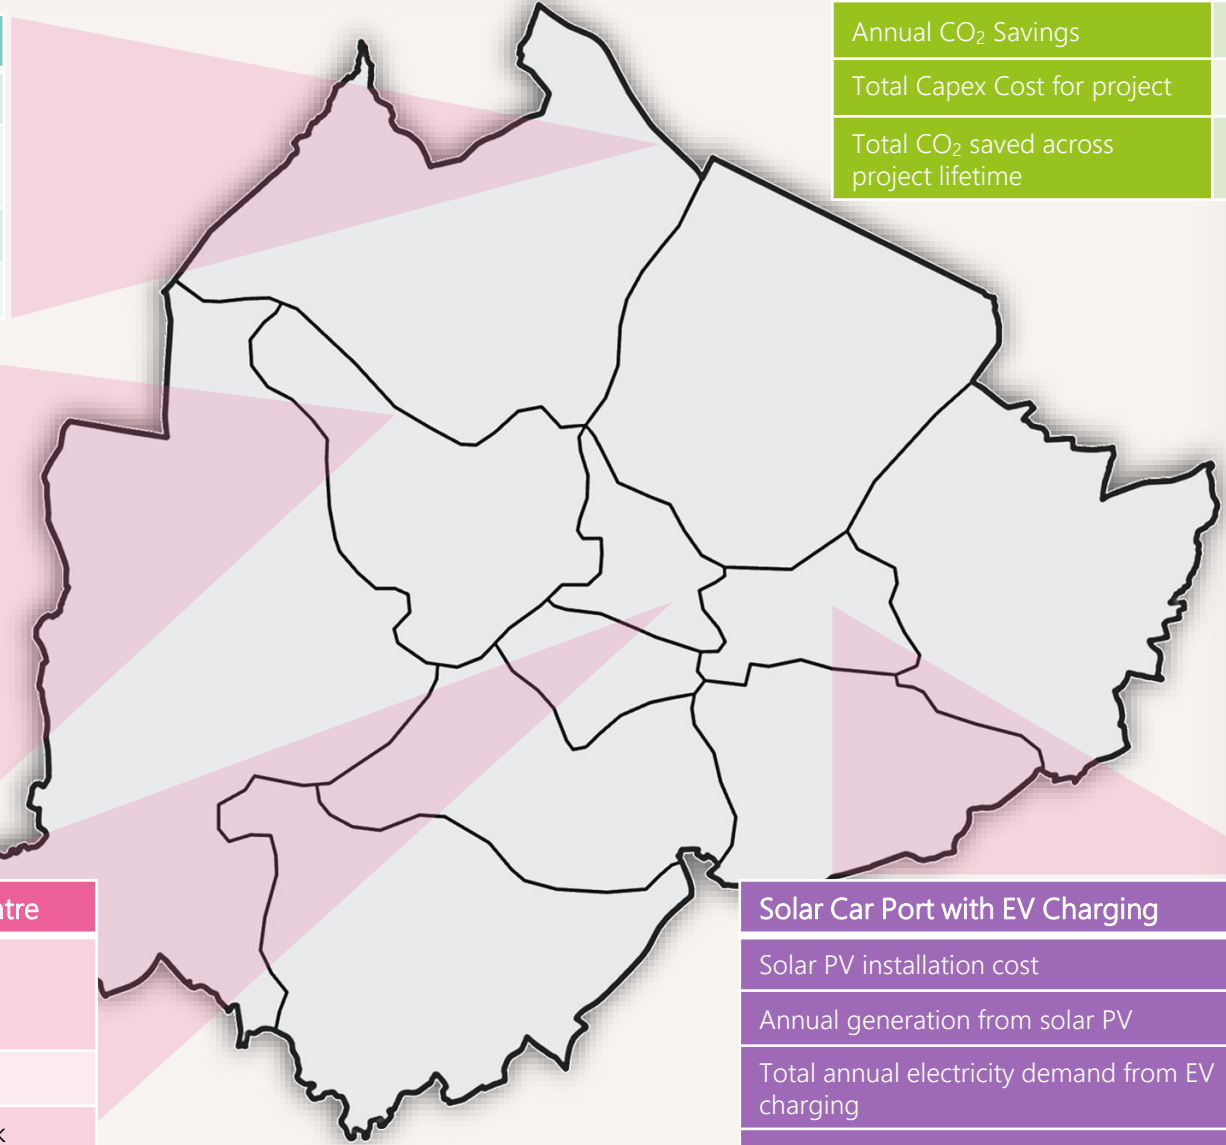 Annual CO₂ Savings
Total Capex Cost for project
Total CO₂ saved across
project lifetime
Solar Car Port with EV Charging
Solar PV installation cost
Annual generation from solar PV
Total annual electricity demand from EV
charging